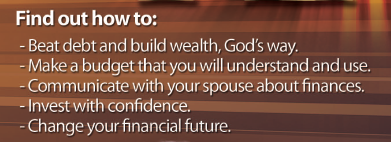 Find out how to:
- Beat debt and build wealth, God's way.
- Make a budget that you will understand and use.
- Communicate with your spouse about finances.
- Invest with confidence.
- Change your financial future.